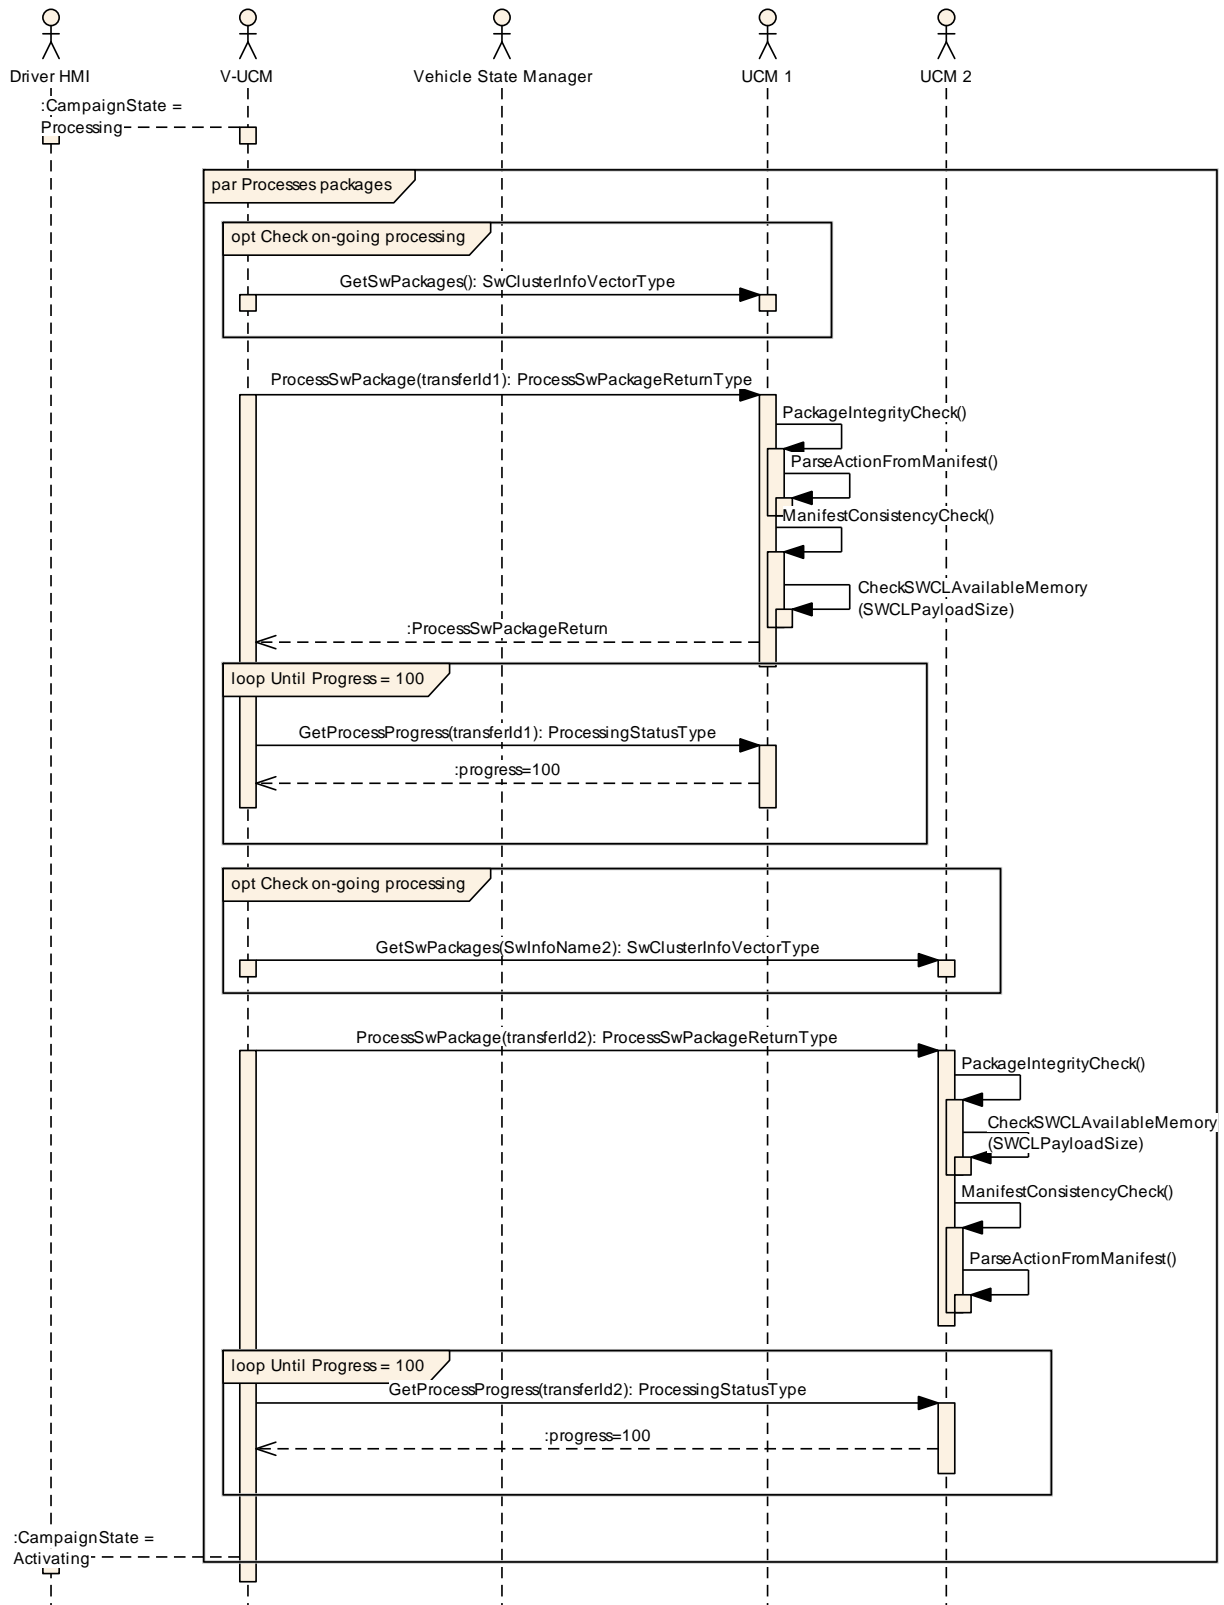 Driver HMI
V-UCM
Vehicle State Manager
UCM 1
UCM 2
:CampaignState =
Processing
par Processes packages
opt Check on-going processing
GetSwPackages(): SwClusterInfoVectorType
ProcessSwPackage(transferId1): ProcessSwPackageReturnType
PackageIntegrityCheck()
ParseActionFromManifest()
ManifestConsistencyCheck()
CheckSWCLAvailableMemory
(SWCLPayloadSize)
:ProcessSwPackageReturn
loop Until Progress = 100
GetProcessProgress(transferId1): ProcessingStatusType
:progress=100
opt Check on-going processing
GetSwPackages(SwInfoName2): SwClusterInfoVectorType
ProcessSwPackage(transferId2): ProcessSwPackageReturnType
PackageIntegrityCheck()
CheckSWCLAvailableMemory
(SWCLPayloadSize)
ManifestConsistencyCheck()
ParseActionFromManifest()
loop Until Progress = 100
GetProcessProgress(transferId2): ProcessingStatusType
:progress=100
:CampaignState =
Activating